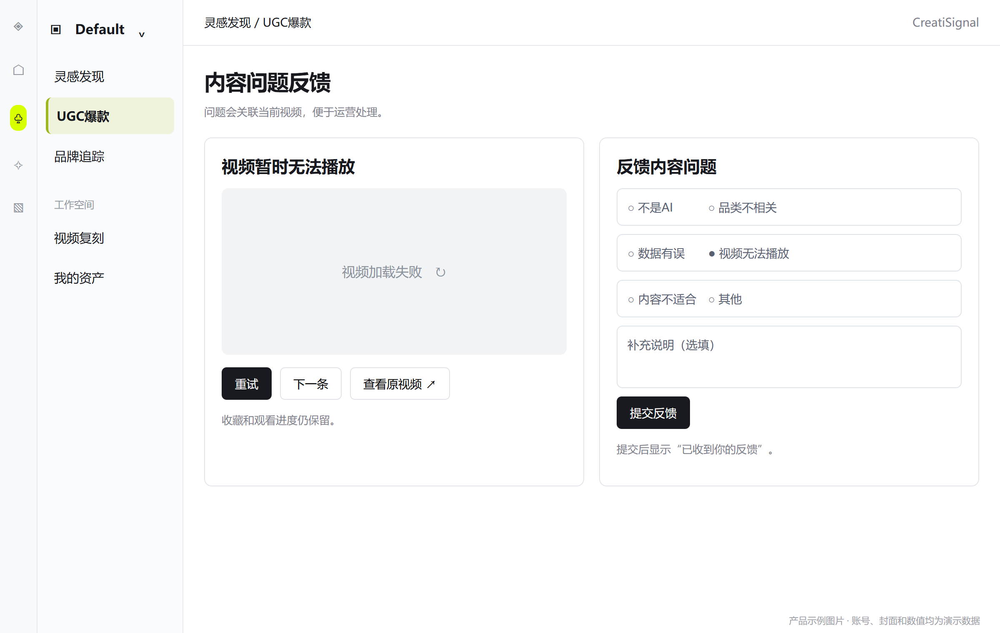 Default
灵感发现
UGC爆款
品牌追踪
工作空间
视频复刻
我的资产
灵感发现 / UGC爆款
CreatiSignal
内容问题反馈
问题会关联当前视频，便于运营处理。
视频暂时无法播放
视频加载失败 ↻
重试
下一条
查看原视频 ↗
收藏和观看进度仍保留。
反馈内容问题
○ 不是AI ○ 品类不相关
○ 数据有误 ● 视频无法播放
○ 内容不适合 ○ 其他
补充说明（选填）
提交反馈
提交后显示“已收到你的反馈”。
产品示例图片 · 账号、封面和数值均为演示数据